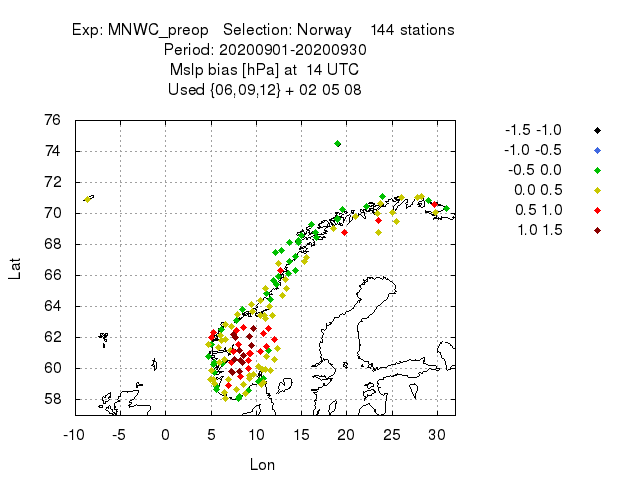 Exp: MNWC_preop   Selection: Norway    144 stations
Period: 20200901-20200930
Mslp bias [hPa] at  14 UTC
Used {06,09,12} + 02 05 08
76
74
72
70
68
66
64
62
60
58
-10 -5 0 5 10 15 20 25 30
Lat
Lon
-1.5 -1.0
-1.0 -0.5
-0.5 0.0
0.0 0.5
0.5 1.0
1.0 1.5